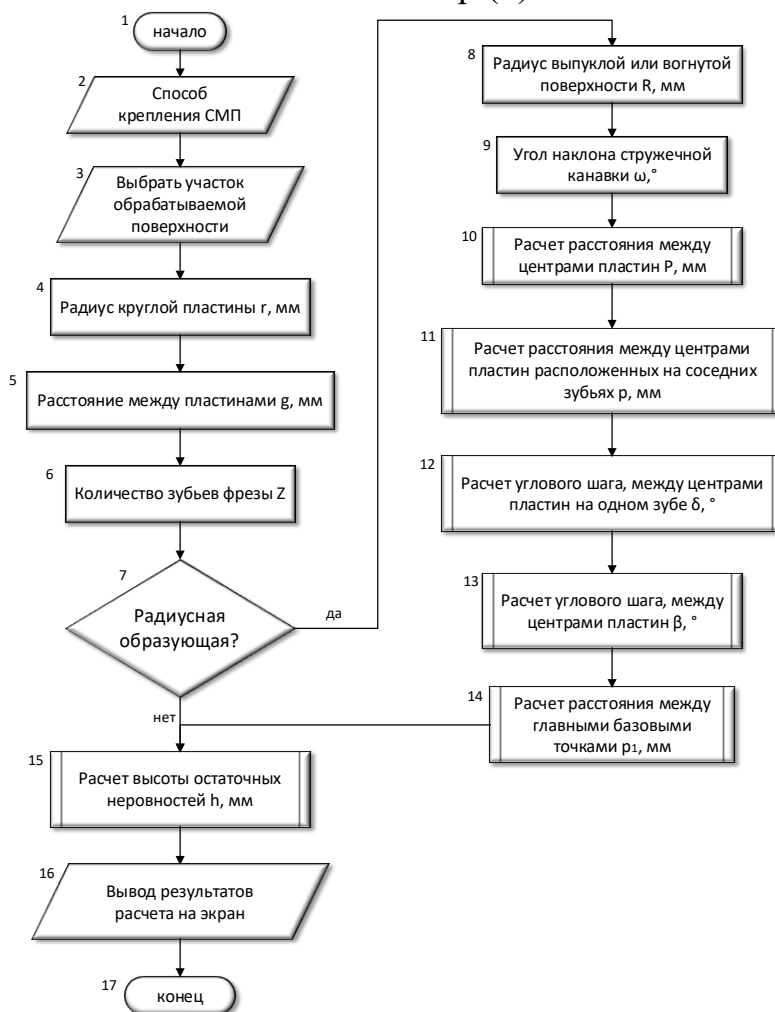 1
начало
2
Способ
крепления СМП
3
Выбрать участок
обрабатываемой
поверхности
4
Радиус круглой пластины r, мм
5
Расстояние между пластинами g, мм
6
Количество зубьев фрезы Z
7
Радиусная
образующая?
да
нет
8
Радиус выпуклой или вогнутой
поверхности R, мм
9
Угол наклона стружечной
канавки ω,°
10
Расчет расстояния между
центрами пластин P, мм
11
Расчет расстояния между центрами
пластин расположенных на соседних
зубьях p, мм
12
Расчет углового шага, между центрами
пластин на одном зубе δ, °
13
Расчет углового шага, между
центрами пластин β, °
14
Расчет расстояния между
главными базовыми
точками p1, мм
15
Расчет высоты остаточных
неровностей h, мм
16
Вывод результатов
расчета на экран
17
конец